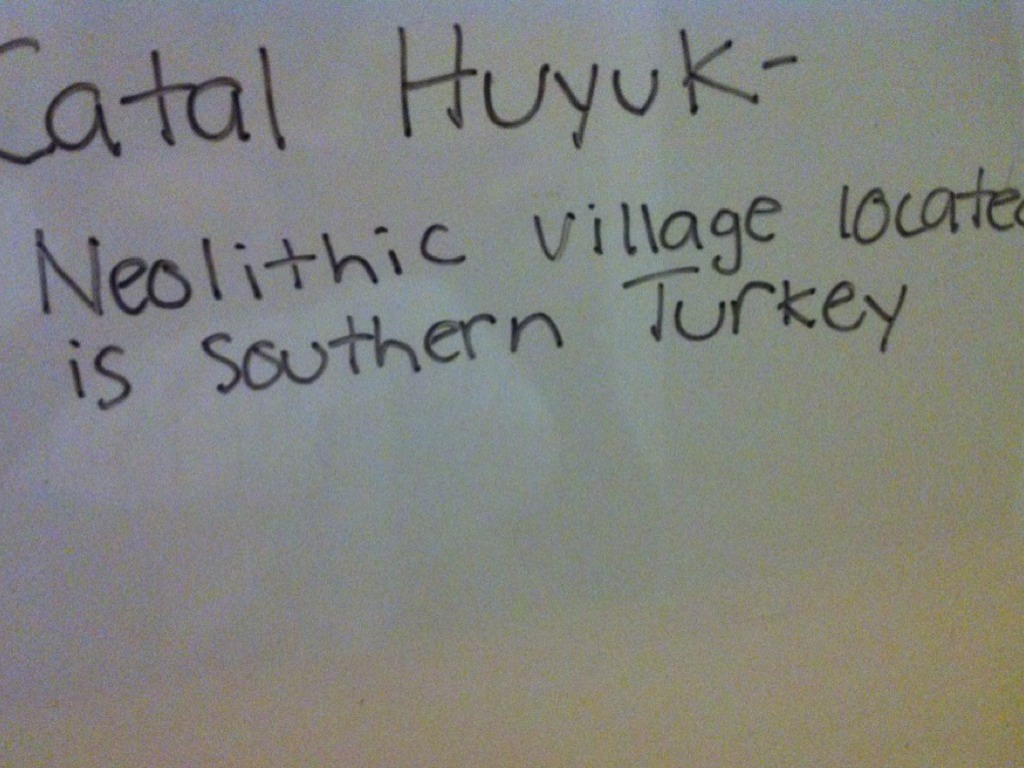 Catal Huyuk-
Neolithic village located
is Southern Turkey